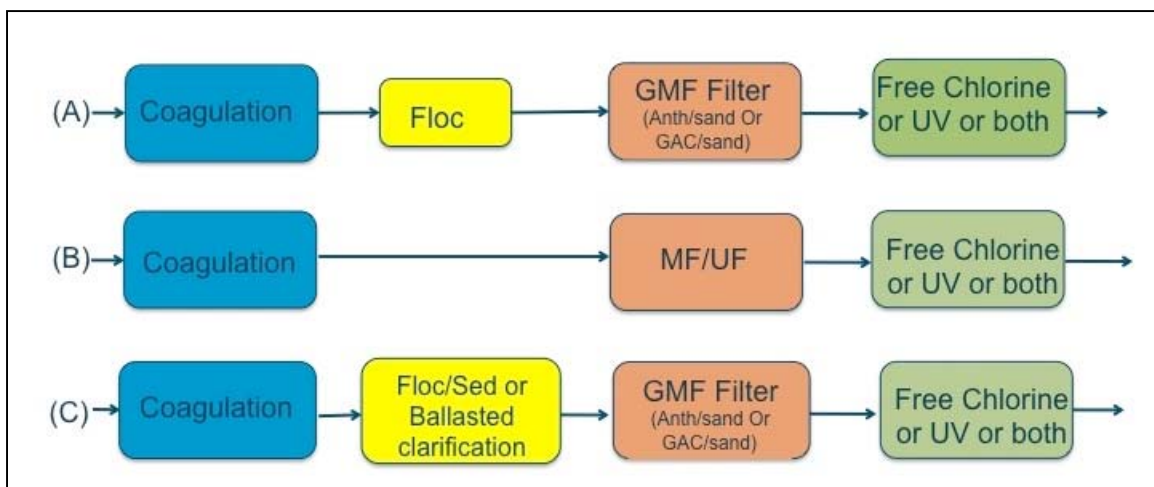 (A)
Coagulation
Floc
GMF Filter
(Anth/sand Or
GAC/sand)
Free Chlorine
or UV or both
(B)
Coagulation
MF/UF
Free Chlorine
or UV or both
(C)
Coagulation
Floc/Sed or
Ballasted
clarification
GMF Filter
(Anth/sand Or
GAC/sand)
Free Chlorine
or UV or both